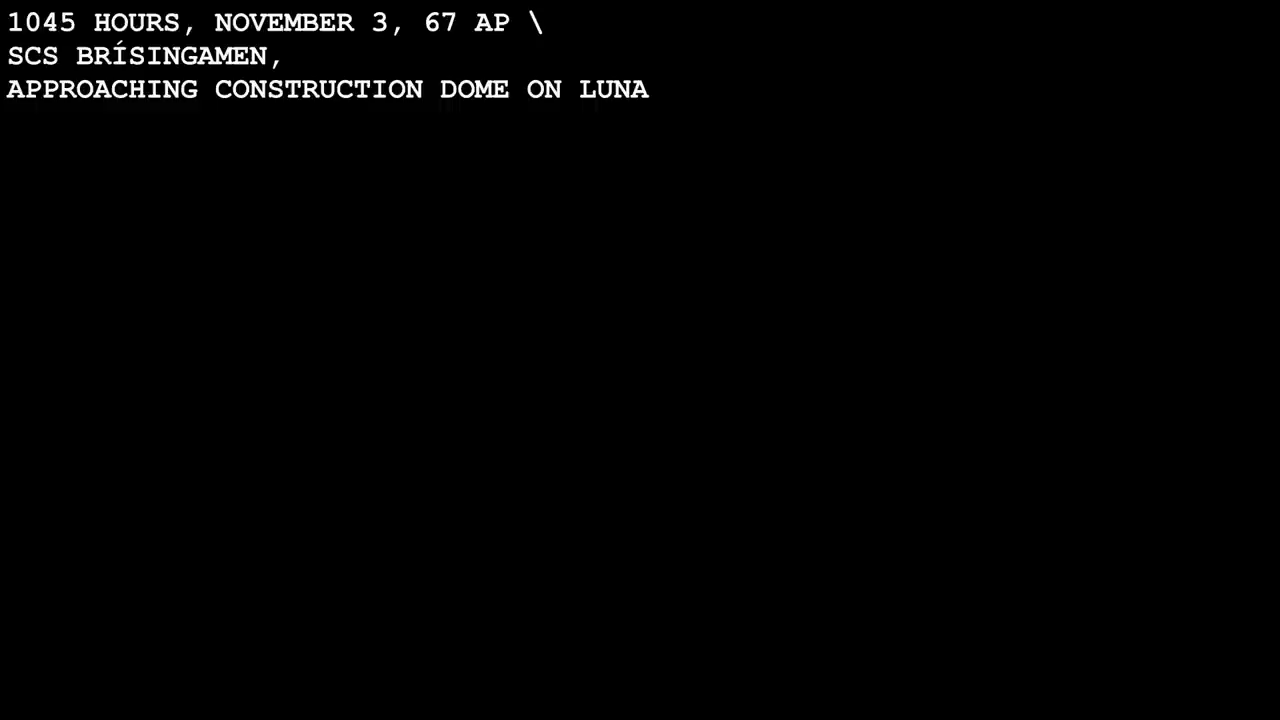 1045 HOURS, NOVEMBER 3, 67 AP \
SCS BRÍSINGAMEN,
APPROACHING CONSTRUCTION DOME ON LUNA